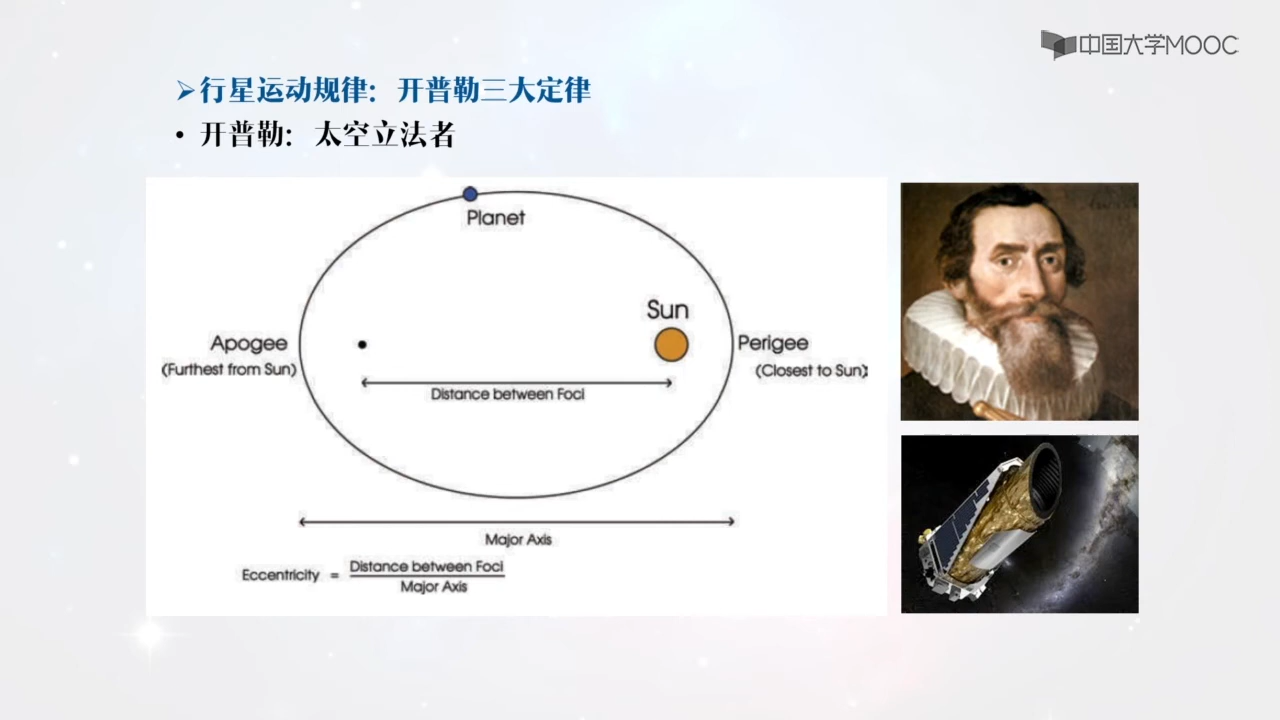 中国大学MOOC
➢行星运动规律：开普勒三大定律
• 开普勒：太空立法者
Planet
Sun
Apogee
(Furthest from Sun)
Perigee
(Closest to Sun)
Distance between Foci
Major Axis
Eccentricity = Distance between Foci
Major Axis